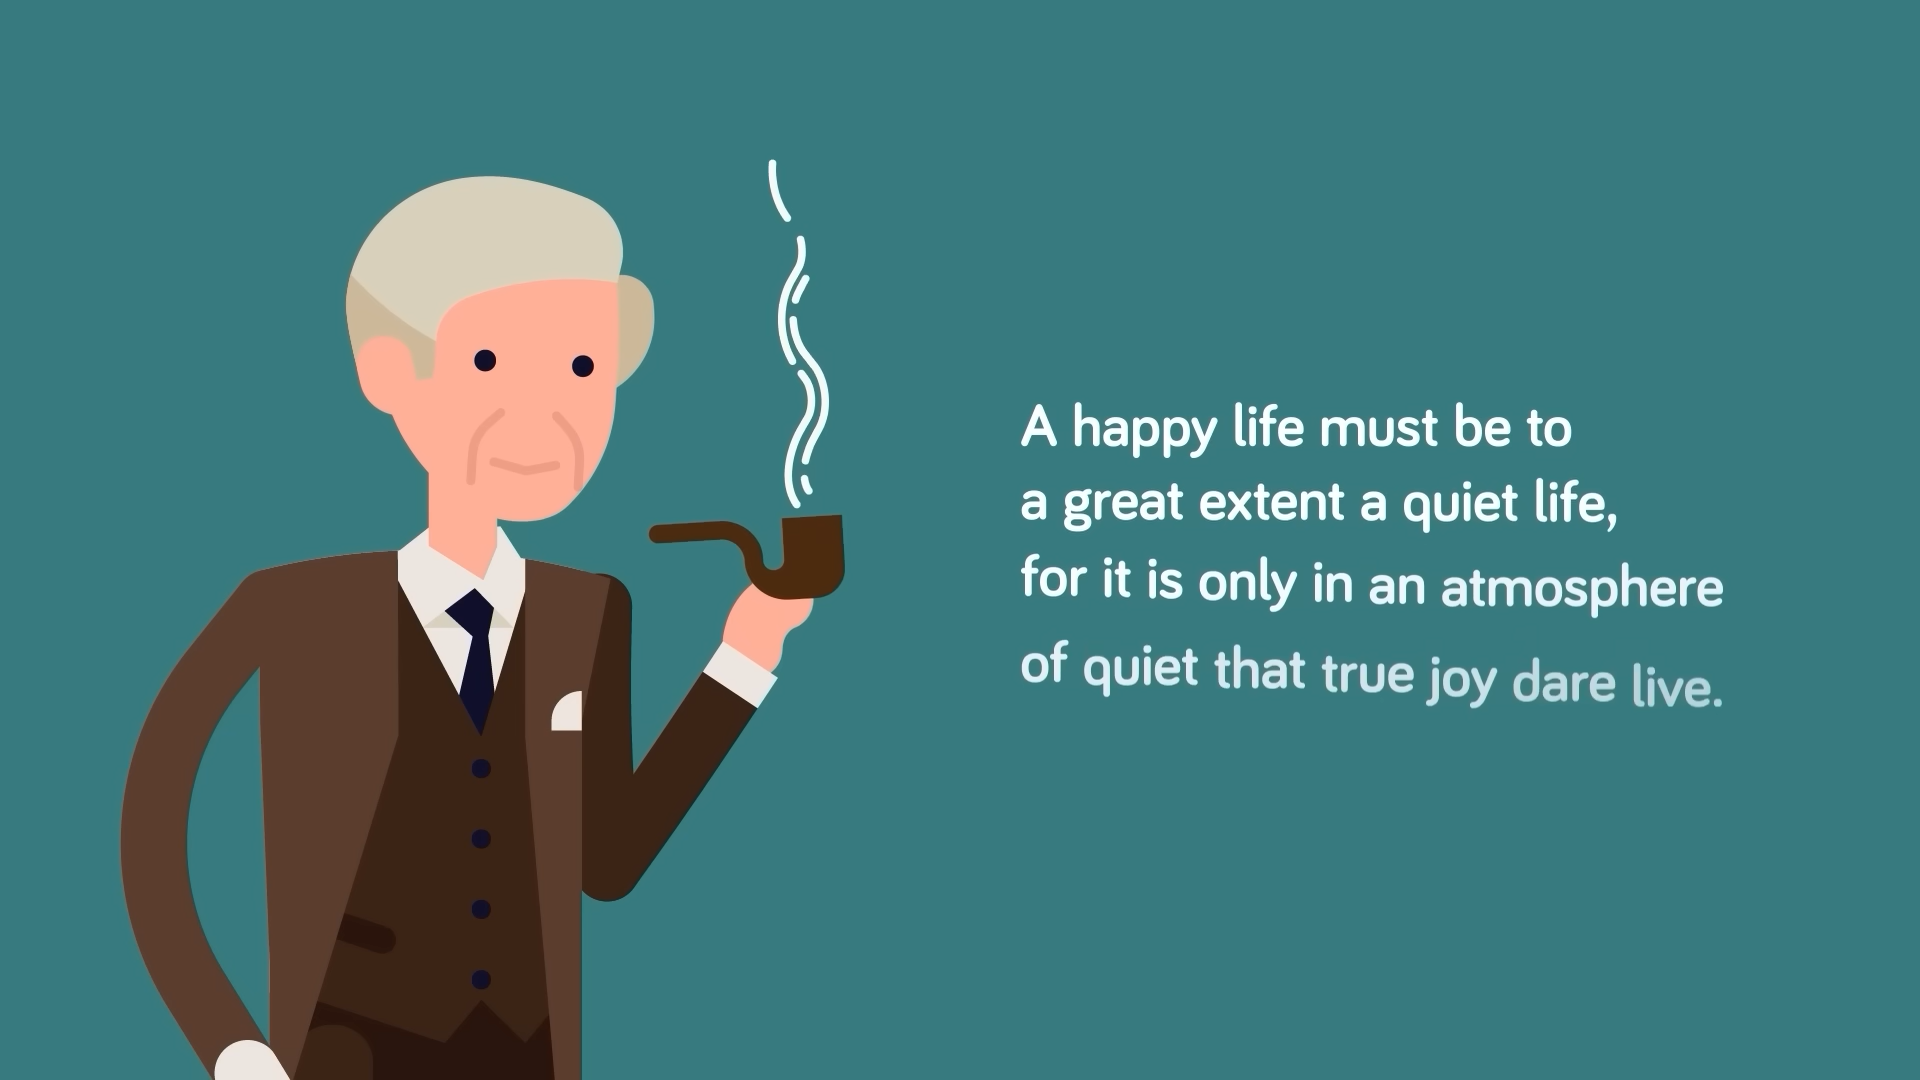 A happy life must be to
a great extent a quiet life,
for it is only in an atmosphere
of quiet that true joy dare live.